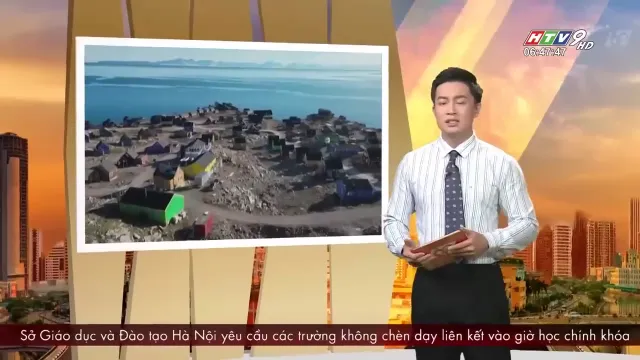 HTV9 HD
06:47:47
Sở Giáo dục và Đào tạo Hà Nội yêu cầu các trường không chèn dạy liên kết vào giờ học chính khóa